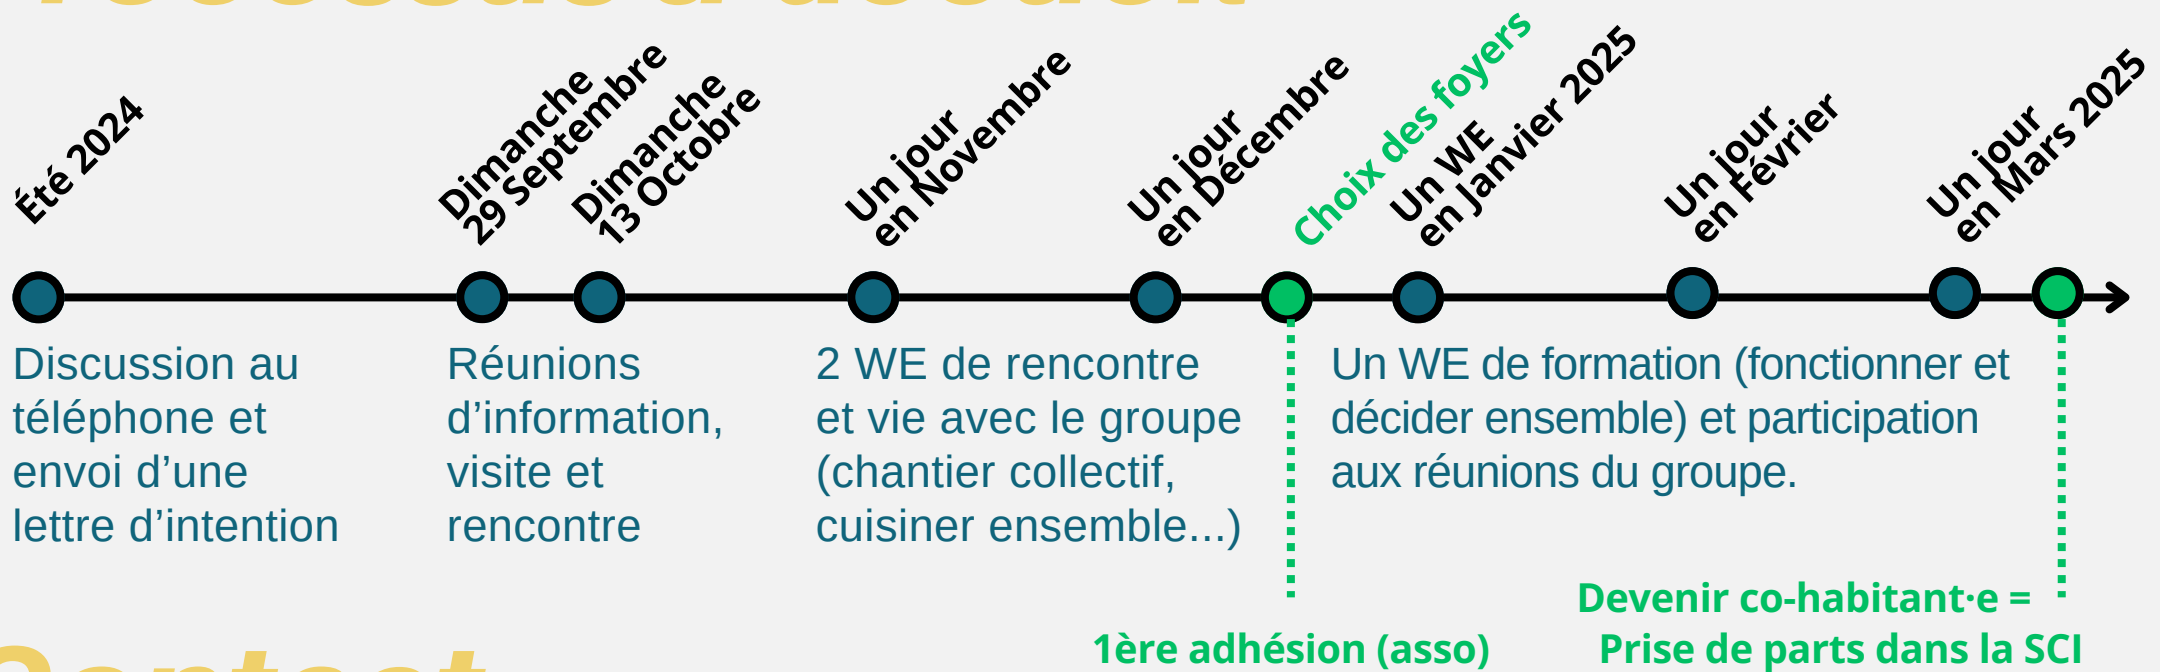 Été 2024
Dimanche
29 Septembre
Dimanche
13 Octobre
Un jour
en Novembre
Un jour
en Décembre
Choix des foyers
Un WE
en Janvier 2025
Un jour
en Février
Un jour
en Mars 2025
Discussion au
téléphone et
envoi d’une
lettre d’intention
Réunions
d’information,
visite et
rencontre
2 WE de rencontre
et vie avec le groupe
(chantier collectif,
cuisiner ensemble...)
Un WE de formation (fonctionner et
décider ensemble) et participation
aux réunions du groupe.
1ère adhésion (asso)
Devenir co-habitant·e =
Prise de parts dans la SCI